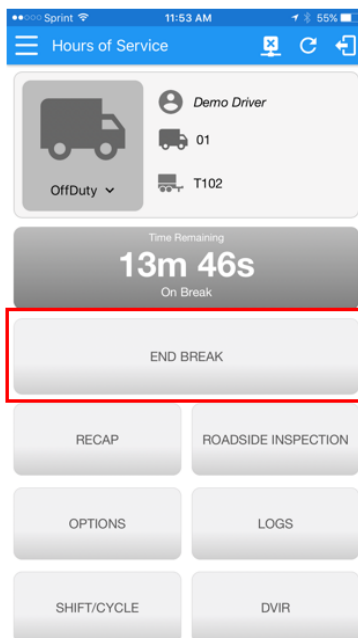 Sprint 11:53 AM 55%
Hours of Service
Demo Driver
01
OffDuty
T102
Time Remaining
13m 46s
On Break
END BREAK
RECAP ROADSIDE INSPECTION
OPTIONS LOGS
SHIFT/CYCLE DVIR